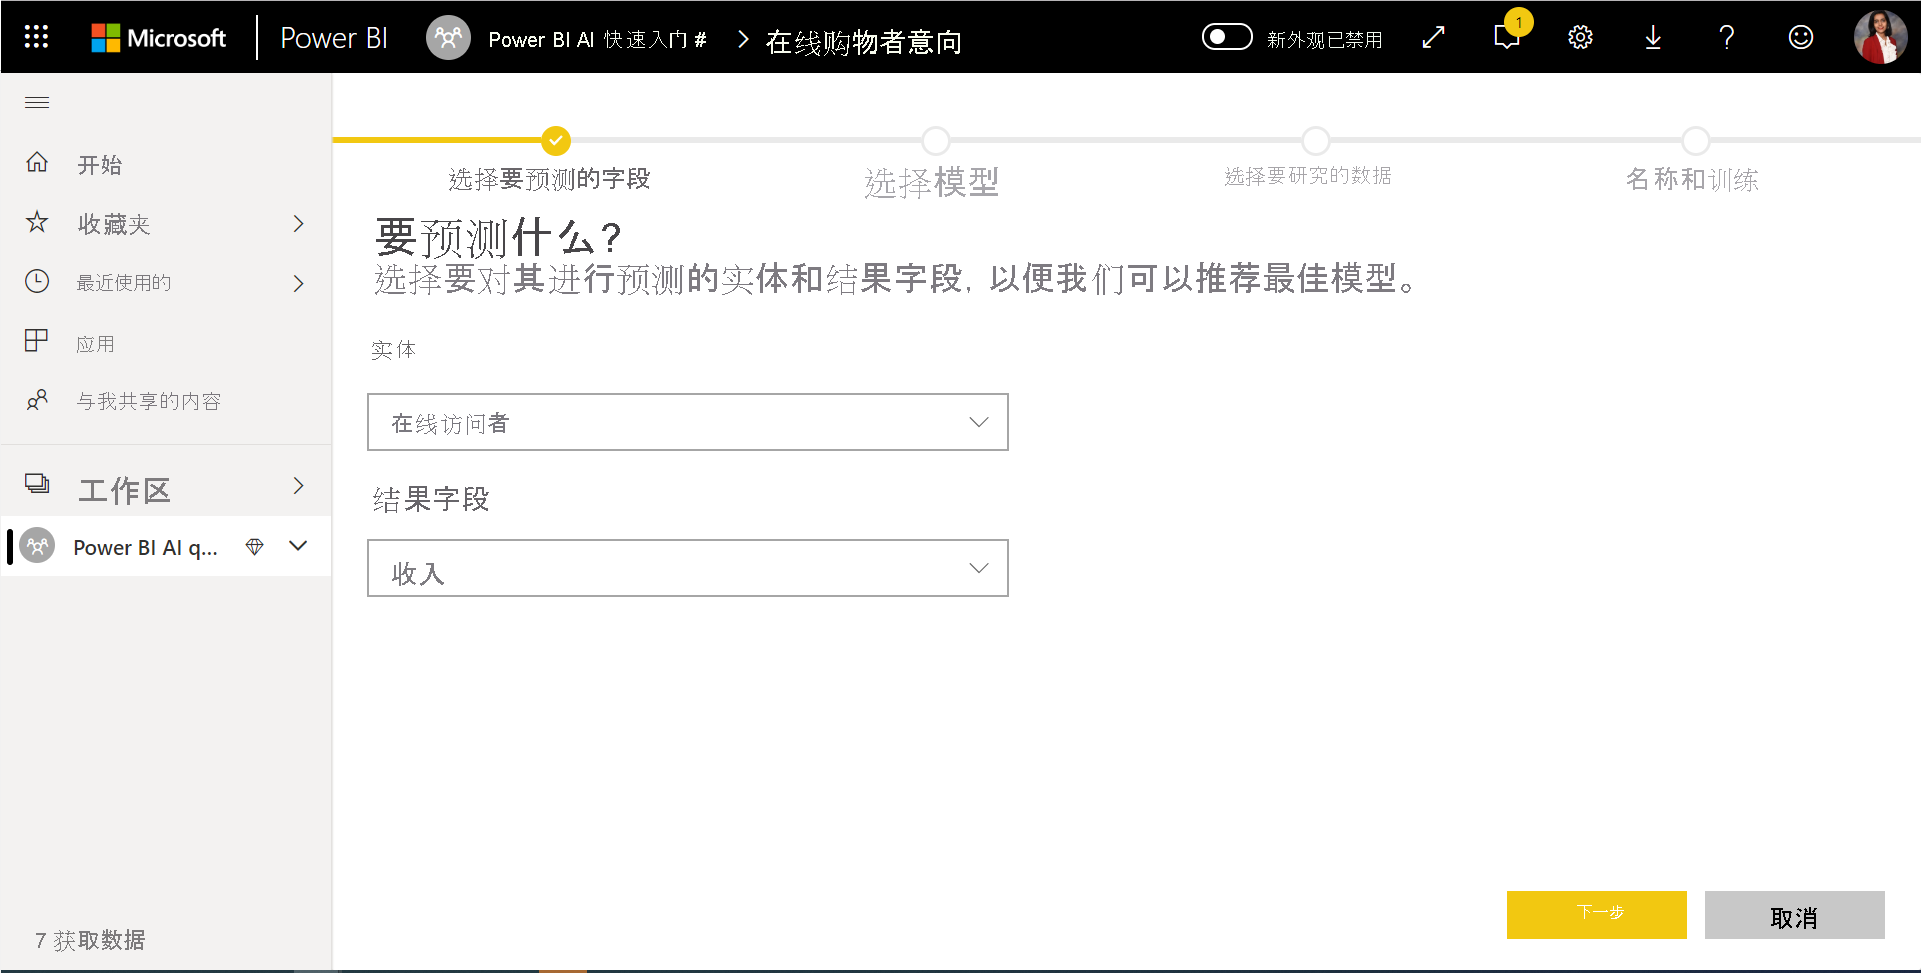 Microsoft Power BI Power BI AI 快速入门 # > 在线购物者意向 新外观已禁用 1
开始
收藏夹
最近使用的
应用
与我共享的内容
工作区
Power BI AI q...
7 获取数据
选择要预测的字段
选择模型
选择要研究的数据
名称和训练
要预测什么?
选择要对其进行预测的实体和结果字段, 以便我们可以推荐最佳模型。
实体
在线访问者
结果字段
收入
下一步
取消